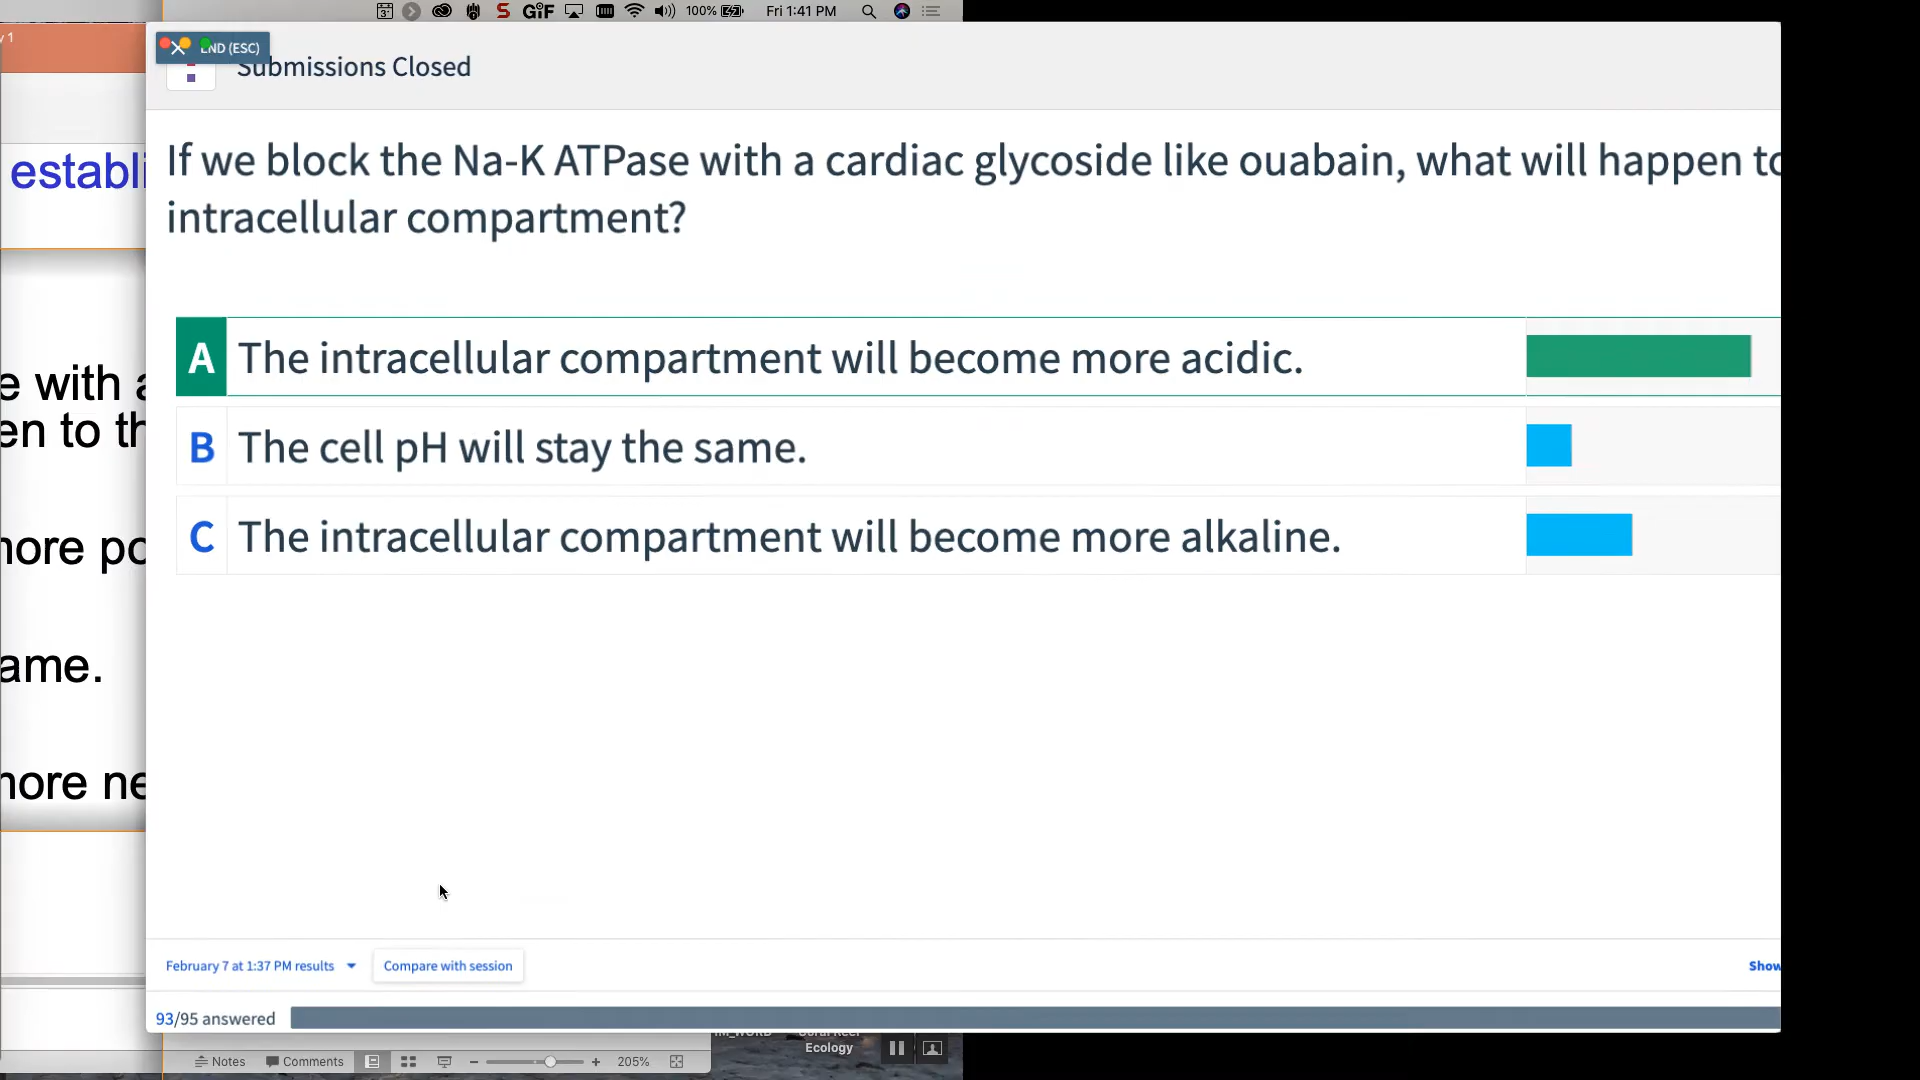 GiF
100%
Fri 1:41 PM
y 1
END (ESC)
Submissions Closed
establi
If we block the Na-K ATPase with a cardiac glycoside like ouabain, what will happen to
intracellular compartment?
A The intracellular compartment will become more acidic.
e with a
en to th
B The cell pH will stay the same.
C The intracellular compartment will become more alkaline.
nore po
ame.
nore ne
February 7 at 1:37 PM results
Compare with session
Show
93/95 answered
Ecology
Notes
Comments
205%